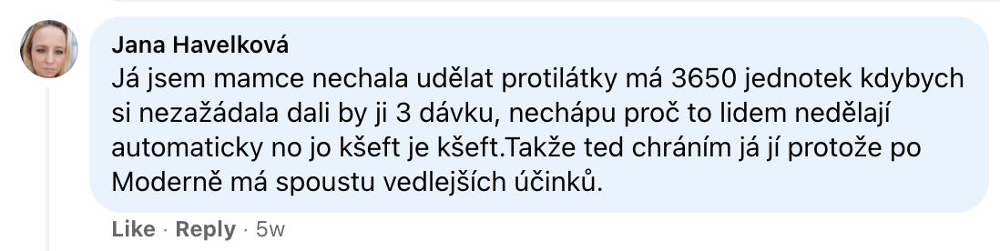 Jana Havelková
Já jsem mamce nechala udělat protilátky má 3650 jednotek kdybych
si nezažádala dali by ji 3 dávku, nechápu proč to lidem nedělají
automaticky no jo kšeft je kšeft.Takže ted chráním já jí protože po
Moderně má spoustu vedlejších účinků.
Like · Reply · 5w